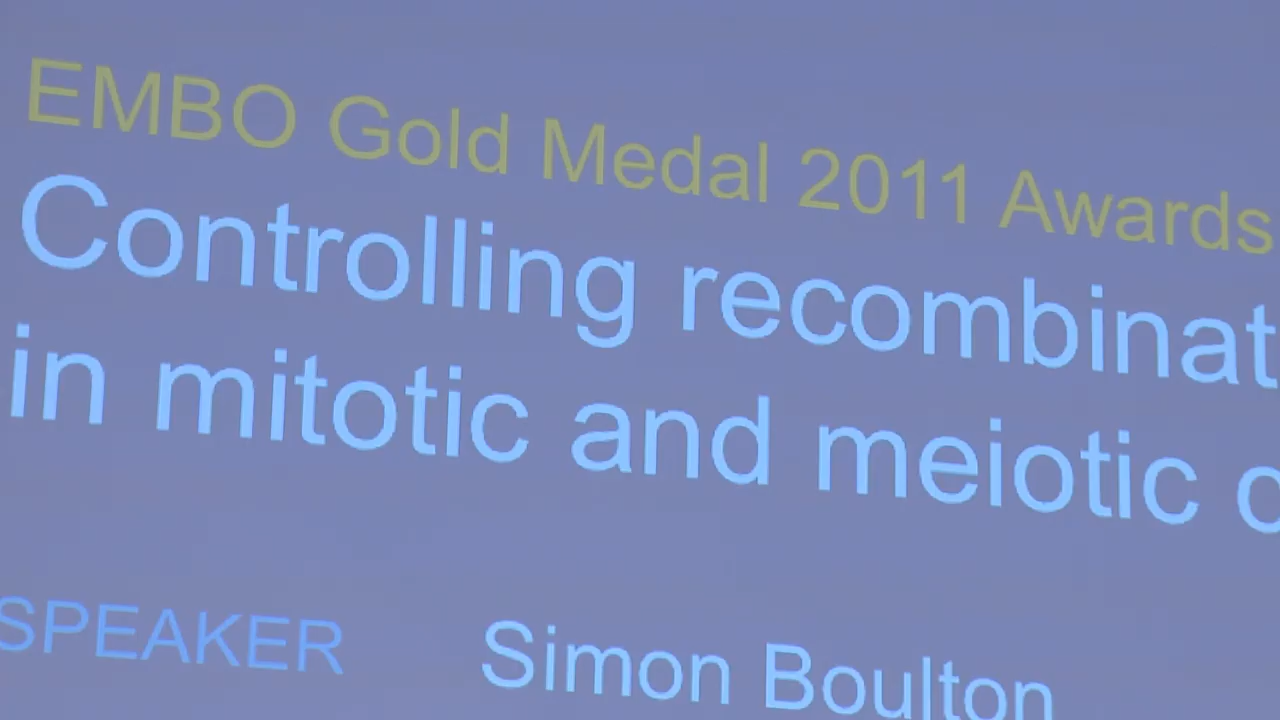 EMBO Gold Medal 2011 Awards
Controlling recombinat
in mitotic and meiotic c
SPEAKER Simon Boulton